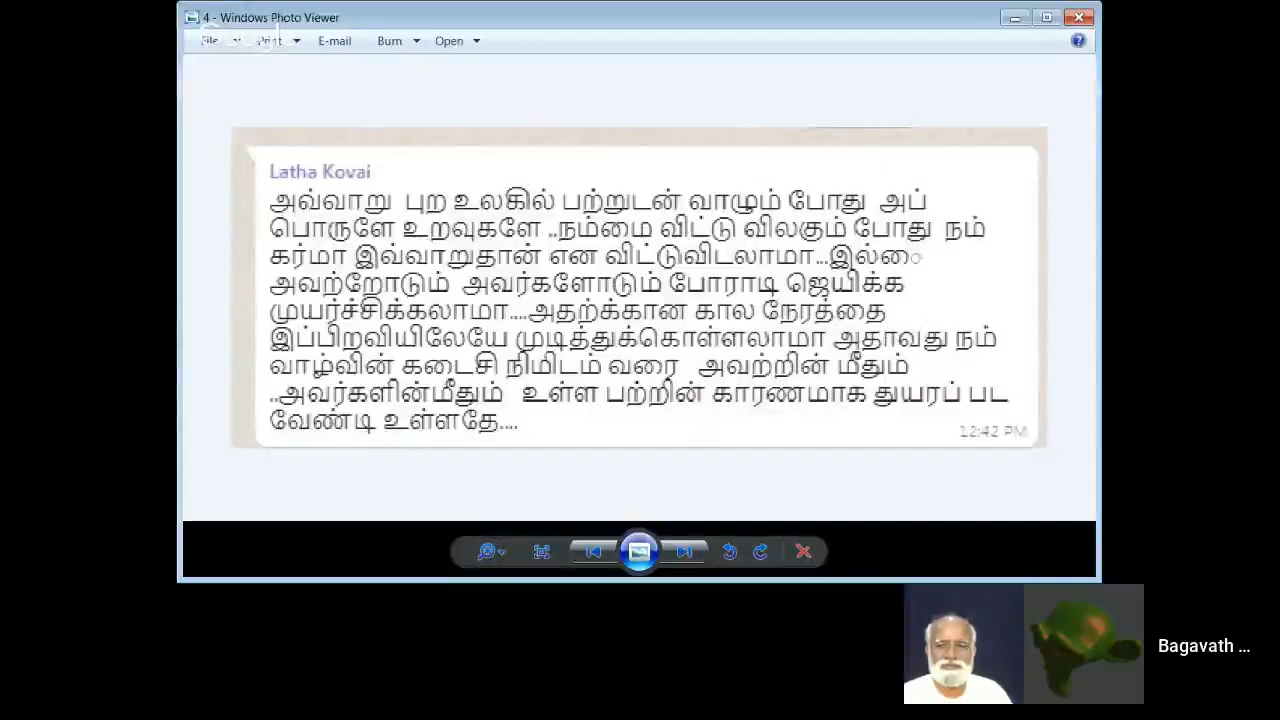 4 - Windows Photo Viewer
File Print E-mail Burn Open
Latha Kovai
அவ்வாறு புற உலகில் பற்றுடன் வாழும் போது அப்
பொருளே உறவுகளே ..நம்மை விட்டு விலகும் போது நம்
கர்மா இவ்வாறுதான் என விட்டுவிடலாமா...இல்லை
அவற்றோடும் அவர்களோடும் போராடி ஜெயிக்க
முயர்ச்சிக்கலாமா....அதற்க்கான கால நேரத்தை
இப்பிறவியிலேயே முடித்துக்கொள்ளலாமா அதாவது நம்
வாழ்வின் கடைசி நிமிடம் வரை அவற்றின் மீதும்
..அவர்களின்மீதும் உள்ள பற்றின் காரணமாக துயரப் பட
வேண்டி உள்ளதே....
12:42 PM
Bagavath ...